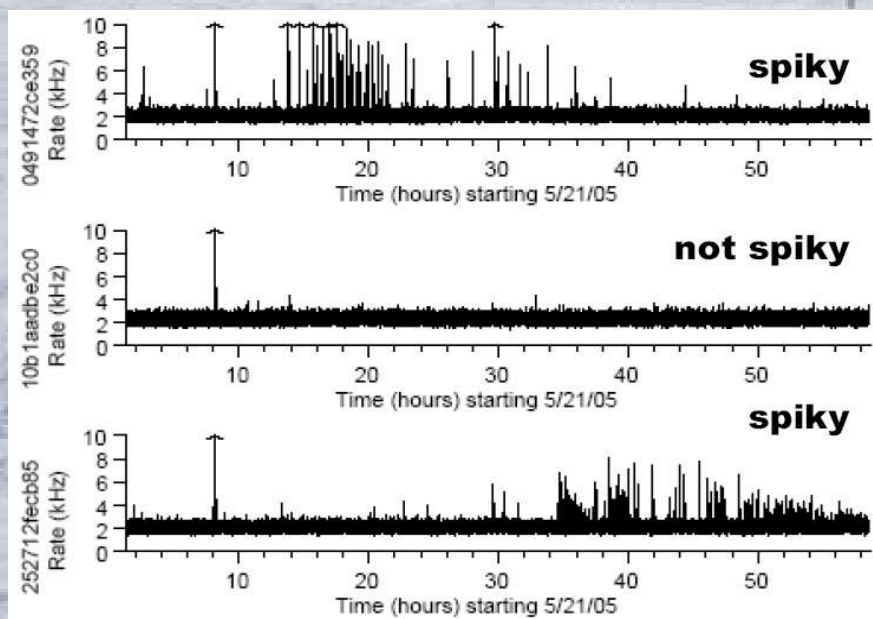 0491472ce359
Rate (kHz)
10
8
6
4
2
0
spiky
10 20 30 40 50
Time (hours) starting 5/21/05
10b1aadbe2c0
Rate (kHz)
10
8
6
4
2
0
not spiky
10 20 30 40 50
Time (hours) starting 5/21/05
252712fecb85
Rate (kHz)
10
8
6
4
2
0
spiky
10 20 30 40 50
Time (hours) starting 5/21/05